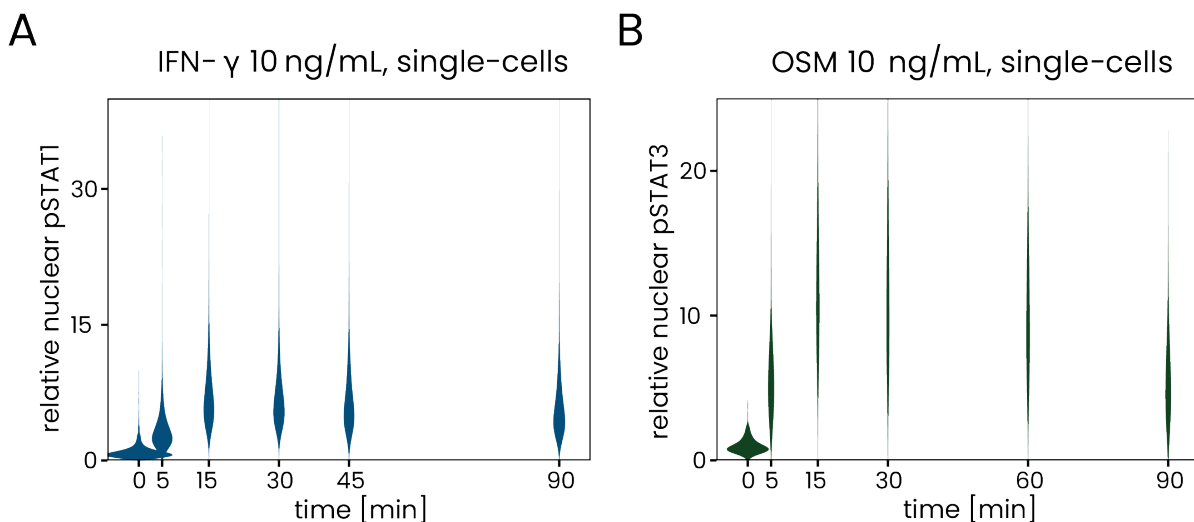 A
IFN- γ 10 ng/mL, single-cells
relative nuclear pSTAT1
30
15
0
0 5 15 30 45 90
time [min]
B
OSM 10 ng/mL, single-cells
relative nuclear pSTAT3
20
10
0
0 5 15 30 60 90
time [min]